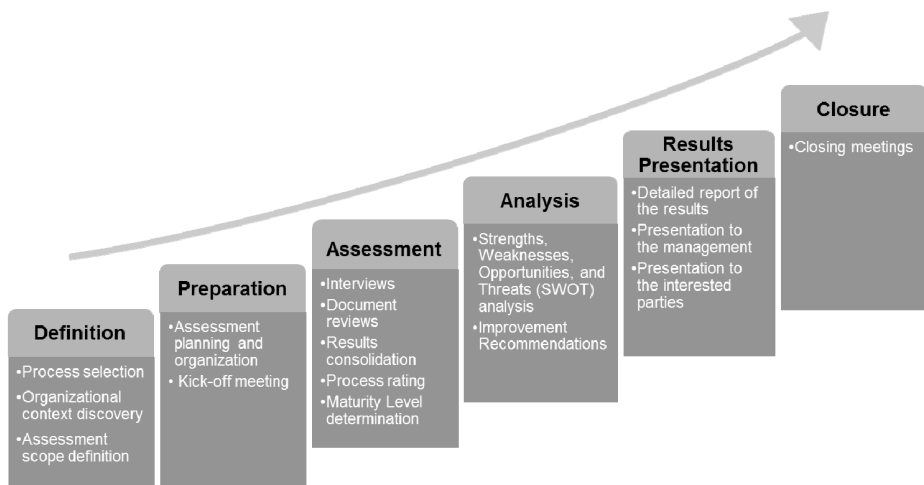 Definition
•Process selection
•Organizational
context discovery
•Assessment
scope definition
Preparation
•Assessment
planning and
organization
• Kick-off meeting
Assessment
•Interviews
•Document
reviews
•Results
consolidation
•Process rating
•Maturity Level
determination
Analysis
•Strengths,
Weaknesses,
Opportunities, and
Threats (SWOT)
analysis
•Improvement
Recommendations
Results
Presentation
•Detailed report of
the results
•Presentation to
the management
•Presentation to
the interested
parties
Closure
•Closing meetings